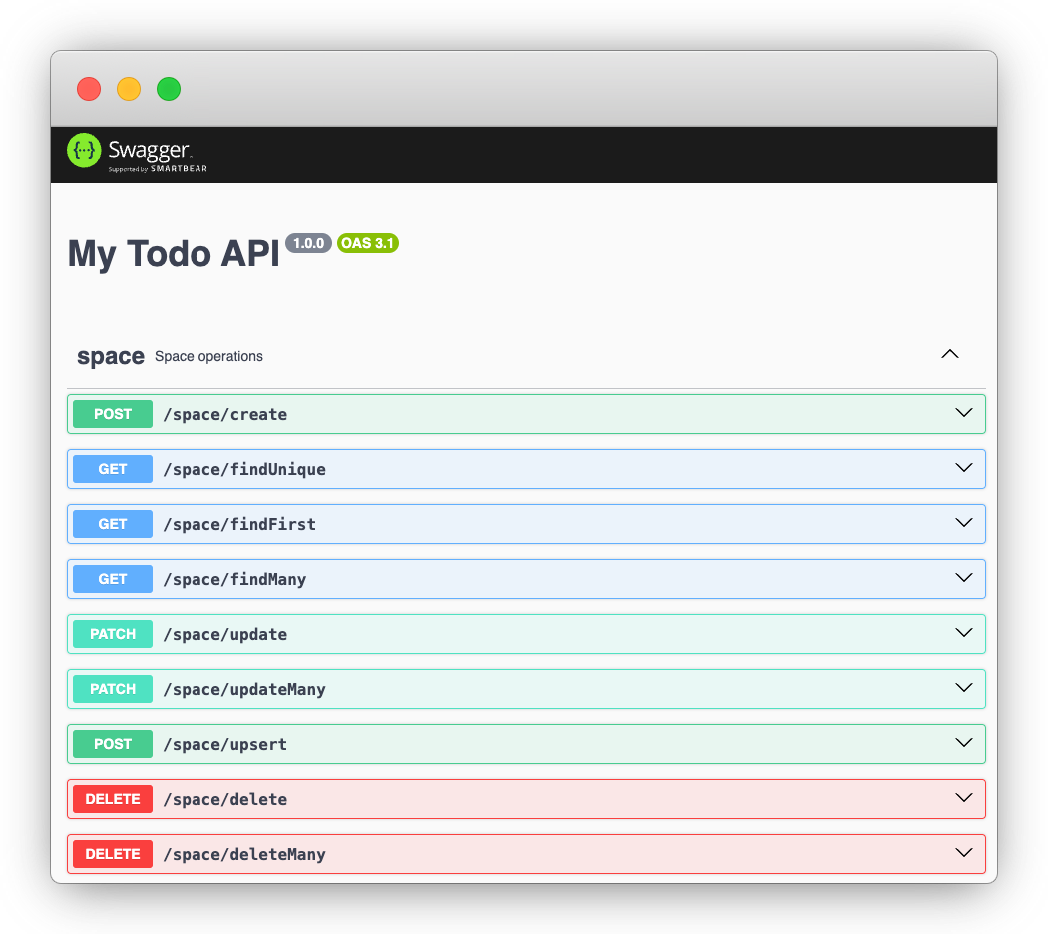 Swagger
Supported by SMARTBEAR
My Todo API 1.0.0 OAS 3.1
space Space operations
POST /space/create
GET /space/findUnique
GET /space/findFirst
GET /space/findMany
PATCH /space/update
PATCH /space/updateMany
POST /space/upsert
DELETE /space/delete
DELETE /space/deleteMany